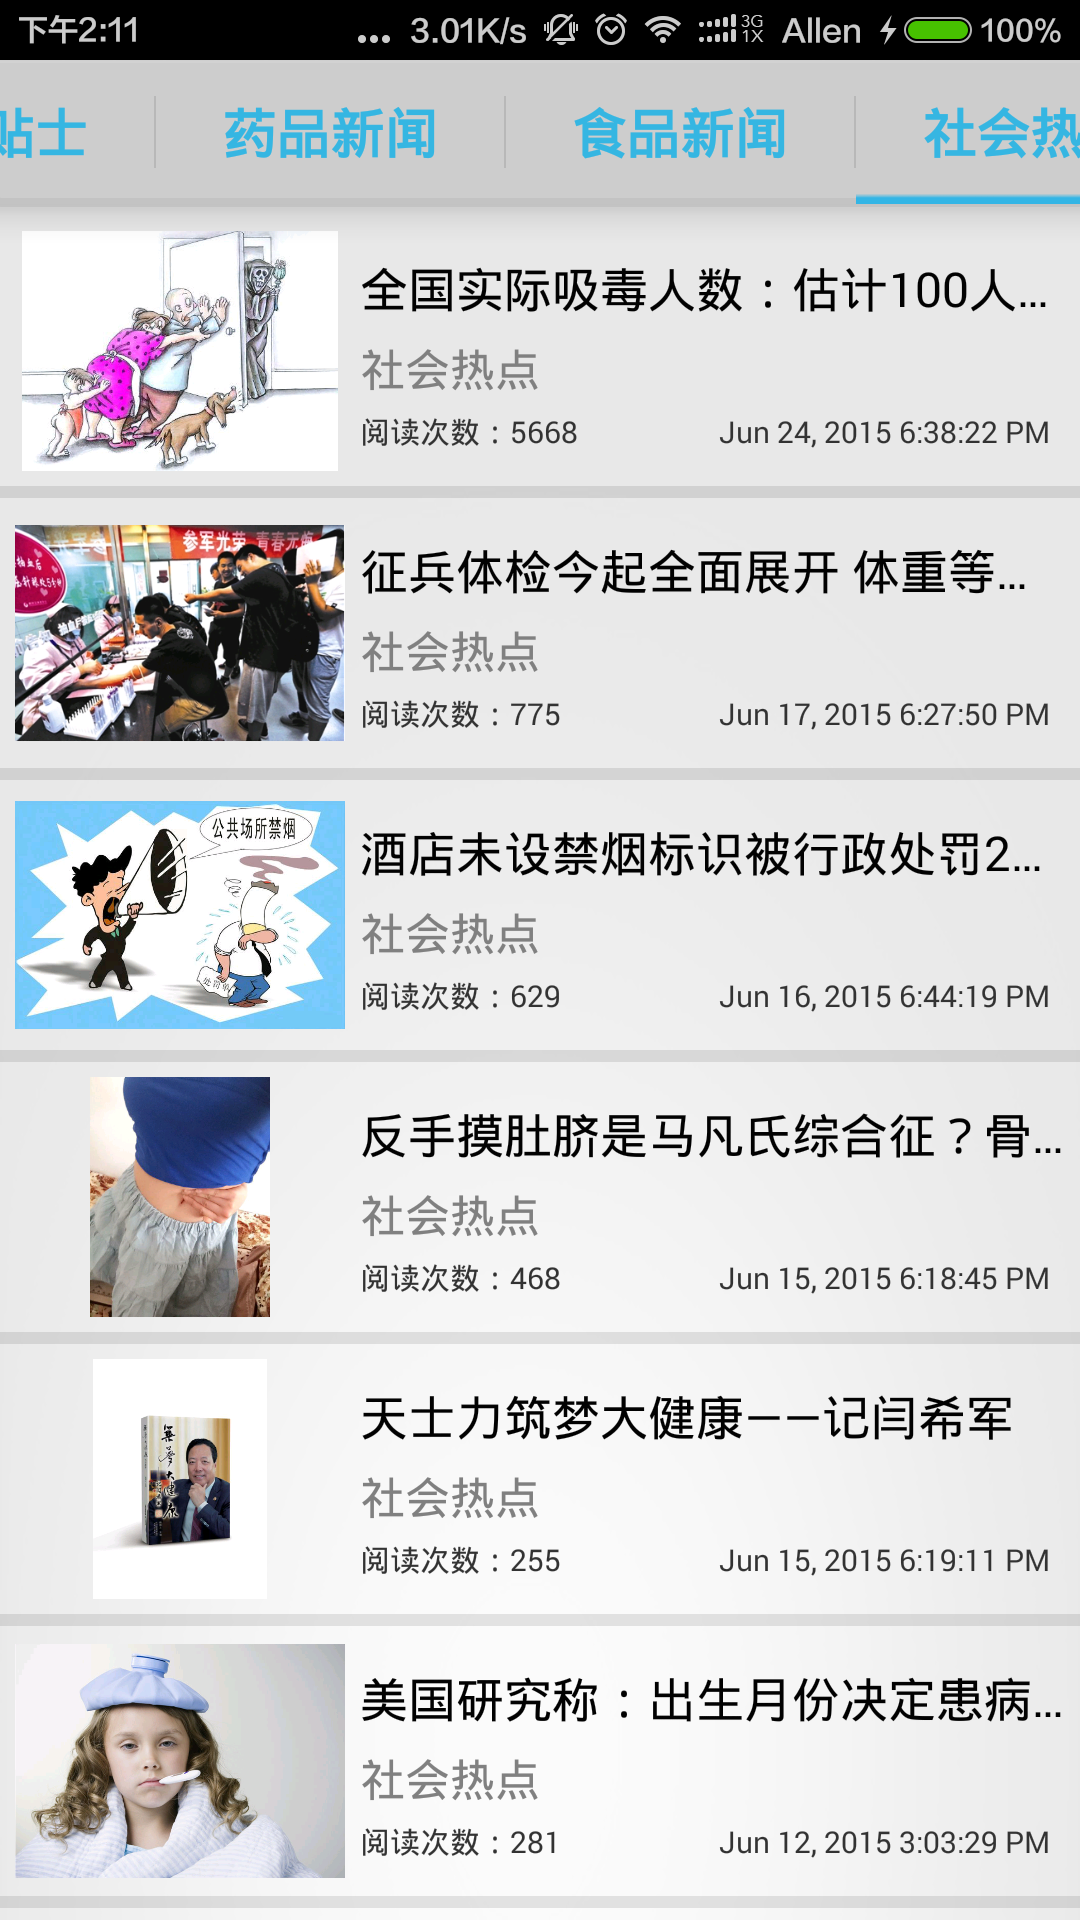 下午2:11 ... 3.01K/s 3G 1X Allen 100%
贴士 药品新闻 食品新闻 社会热
全国实际吸毒人数：估计100人...
社会热点
阅读次数：5668 Jun 24, 2015 6:38:22 PM
参军光荣 青春无悔
征兵体检今起全面展开 体重等...
社会热点
阅读次数：775 Jun 17, 2015 6:27:50 PM
公共场所禁烟
酒店未设禁烟标识被行政处罚2...
社会热点
处罚单
阅读次数：629 Jun 16, 2015 6:44:19 PM
反手摸肚脐是马凡氏综合征？骨...
社会热点
阅读次数：468 Jun 15, 2015 6:18:45 PM
天士力筑梦大健康——记闫希军
社会热点
阅读次数：255 Jun 15, 2015 6:19:11 PM
美国研究称：出生月份决定患病...
社会热点
阅读次数：281 Jun 12, 2015 3:03:29 PM